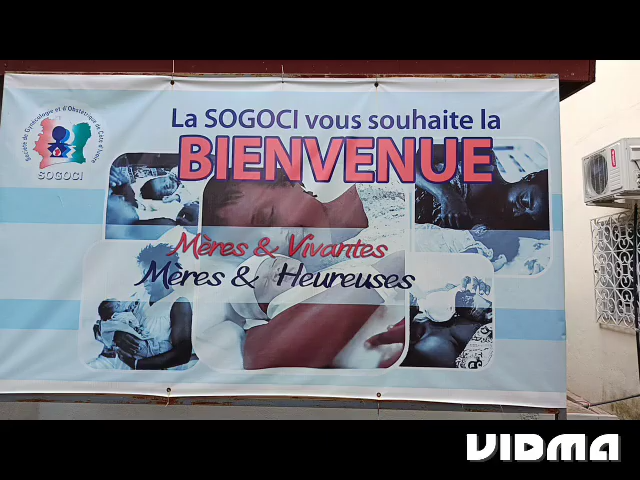 La SOGOCI vous souhaite la
BIENVENUE
Société de Gynécologie et d'Obstétrique de Côte d'Ivoire
SOGOCI
Mères & Vivantes
Mères & Heureuses
VIDMA